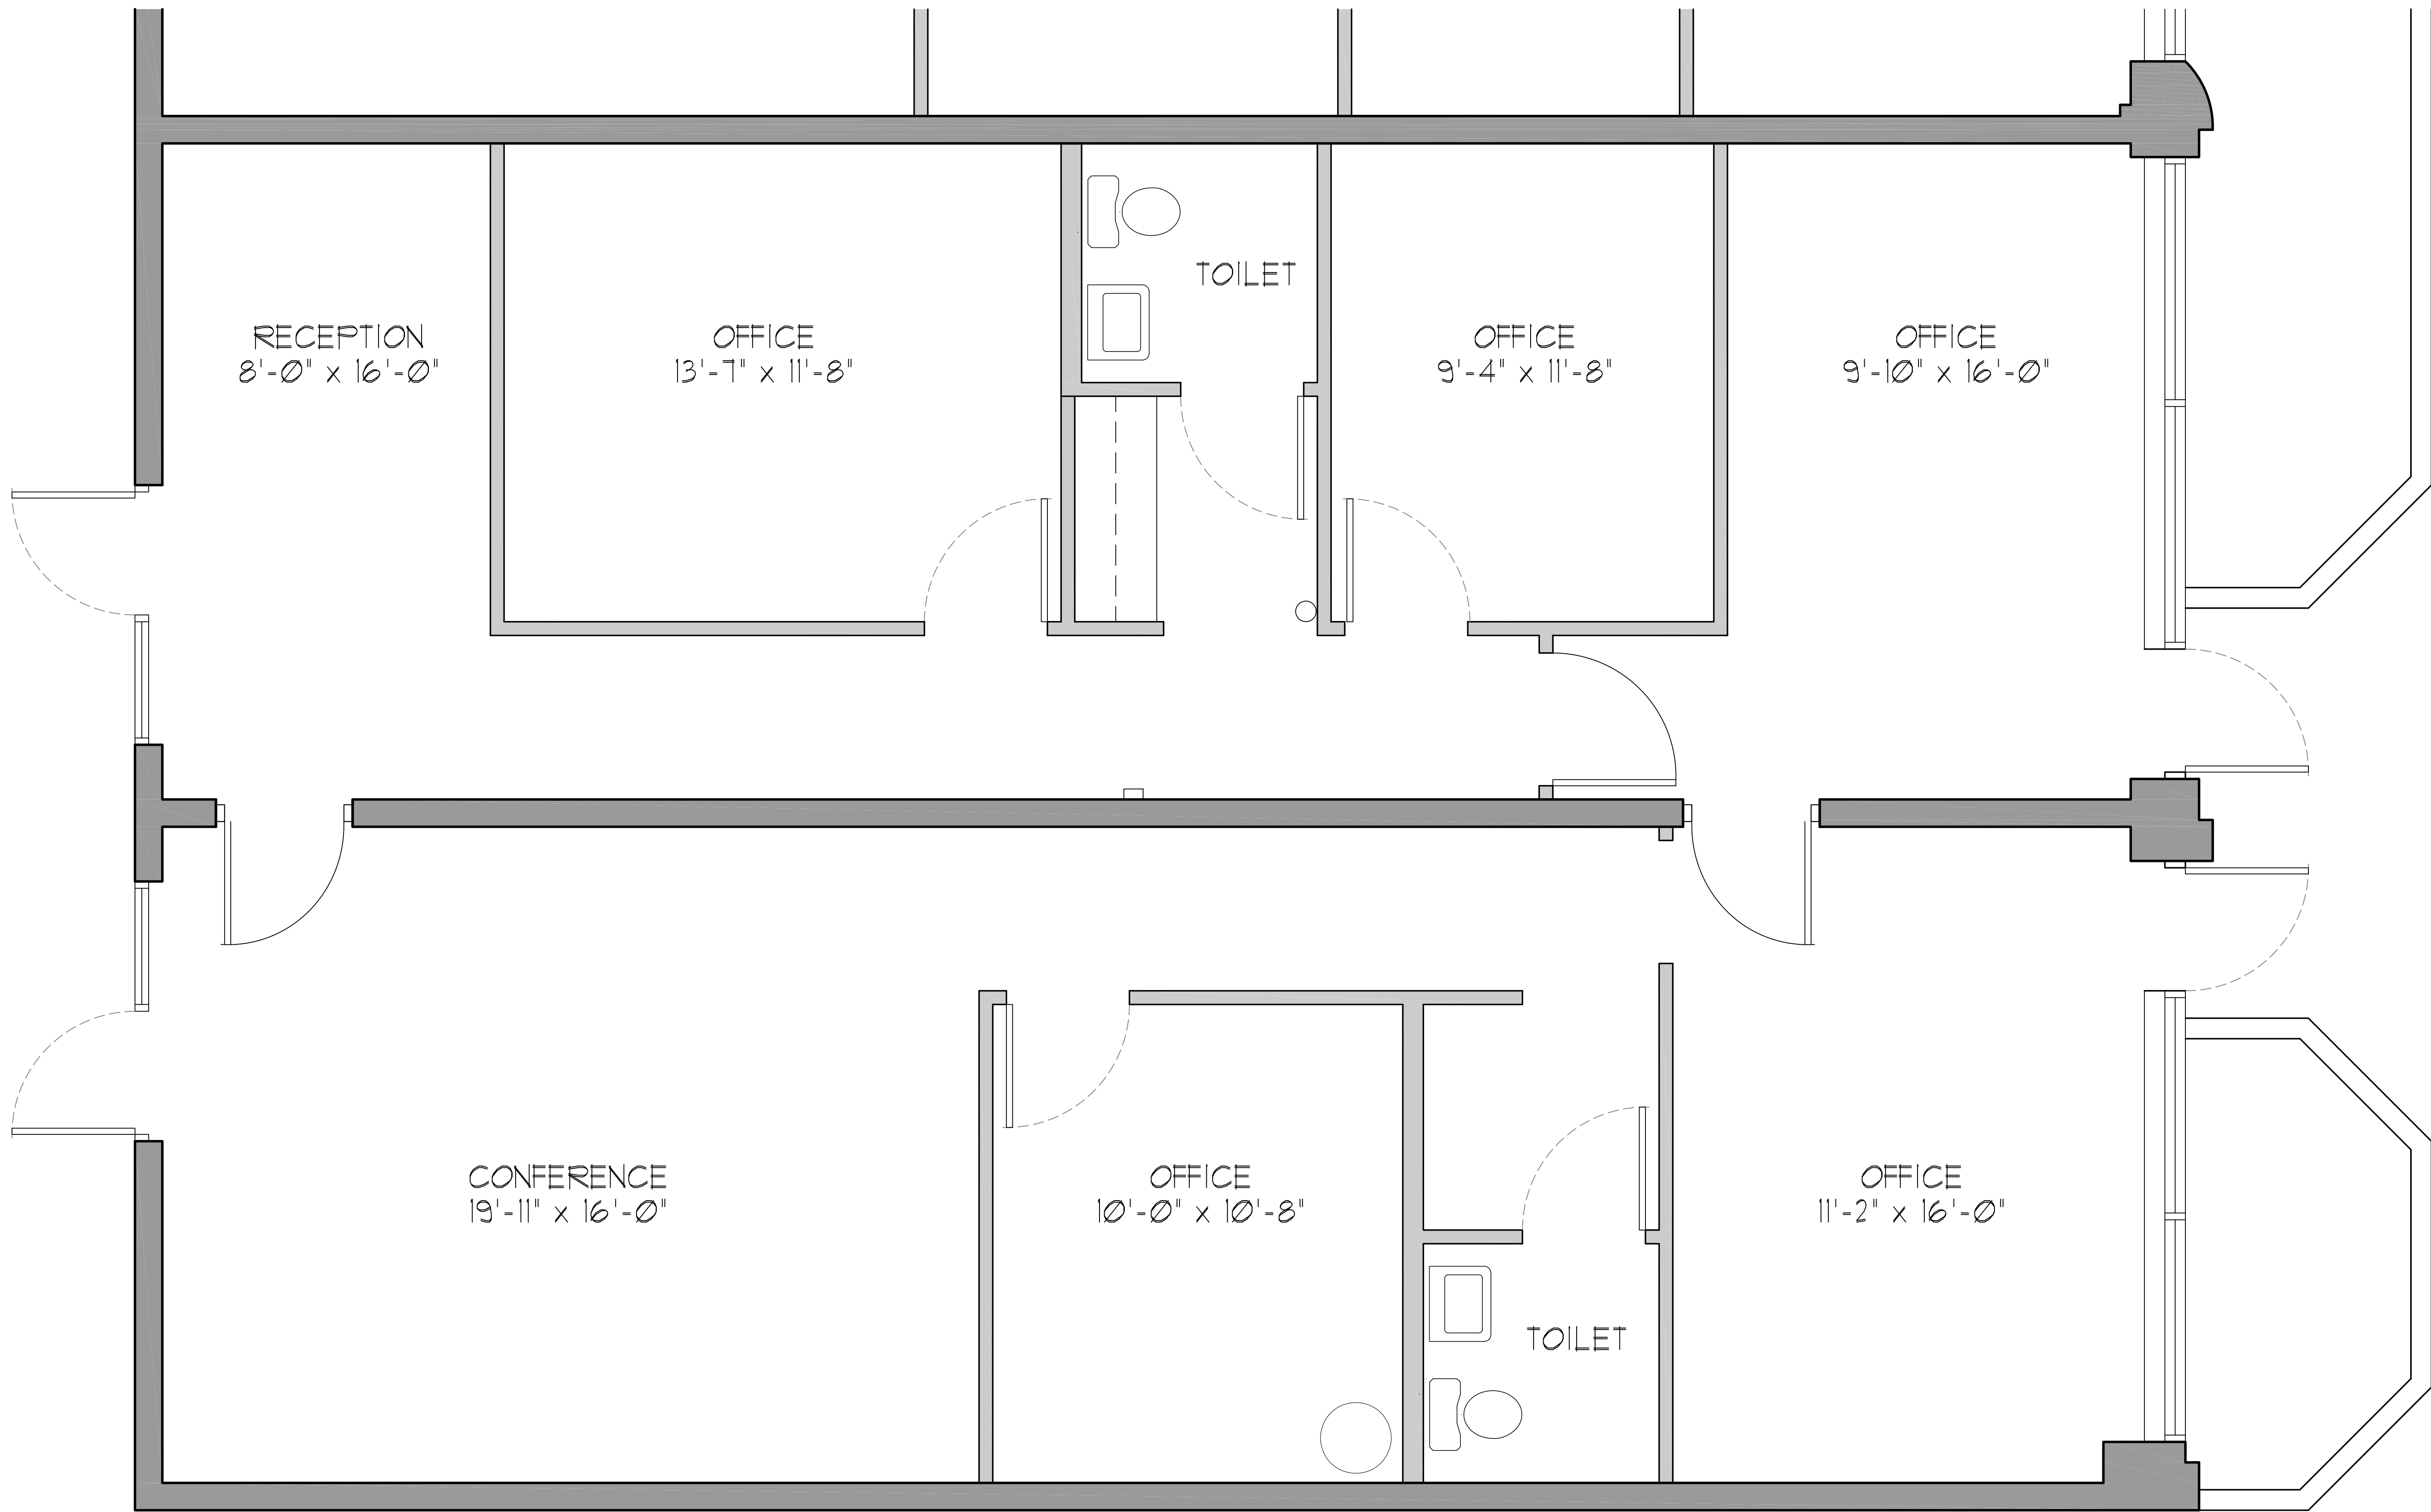 TOILET
RECEPTION
8'-0" x 16'-0"
OFFICE
13'-7" x 11'-8"
OFFICE
9'-4" x 11'-8"
OFFICE
9'-10" x 16'-0"
CONFERENCE
19'-11" x 16'-0"
OFFICE
10'-0" x 10'-8"
OFFICE
11'-2" x 16'-0"
TOILET